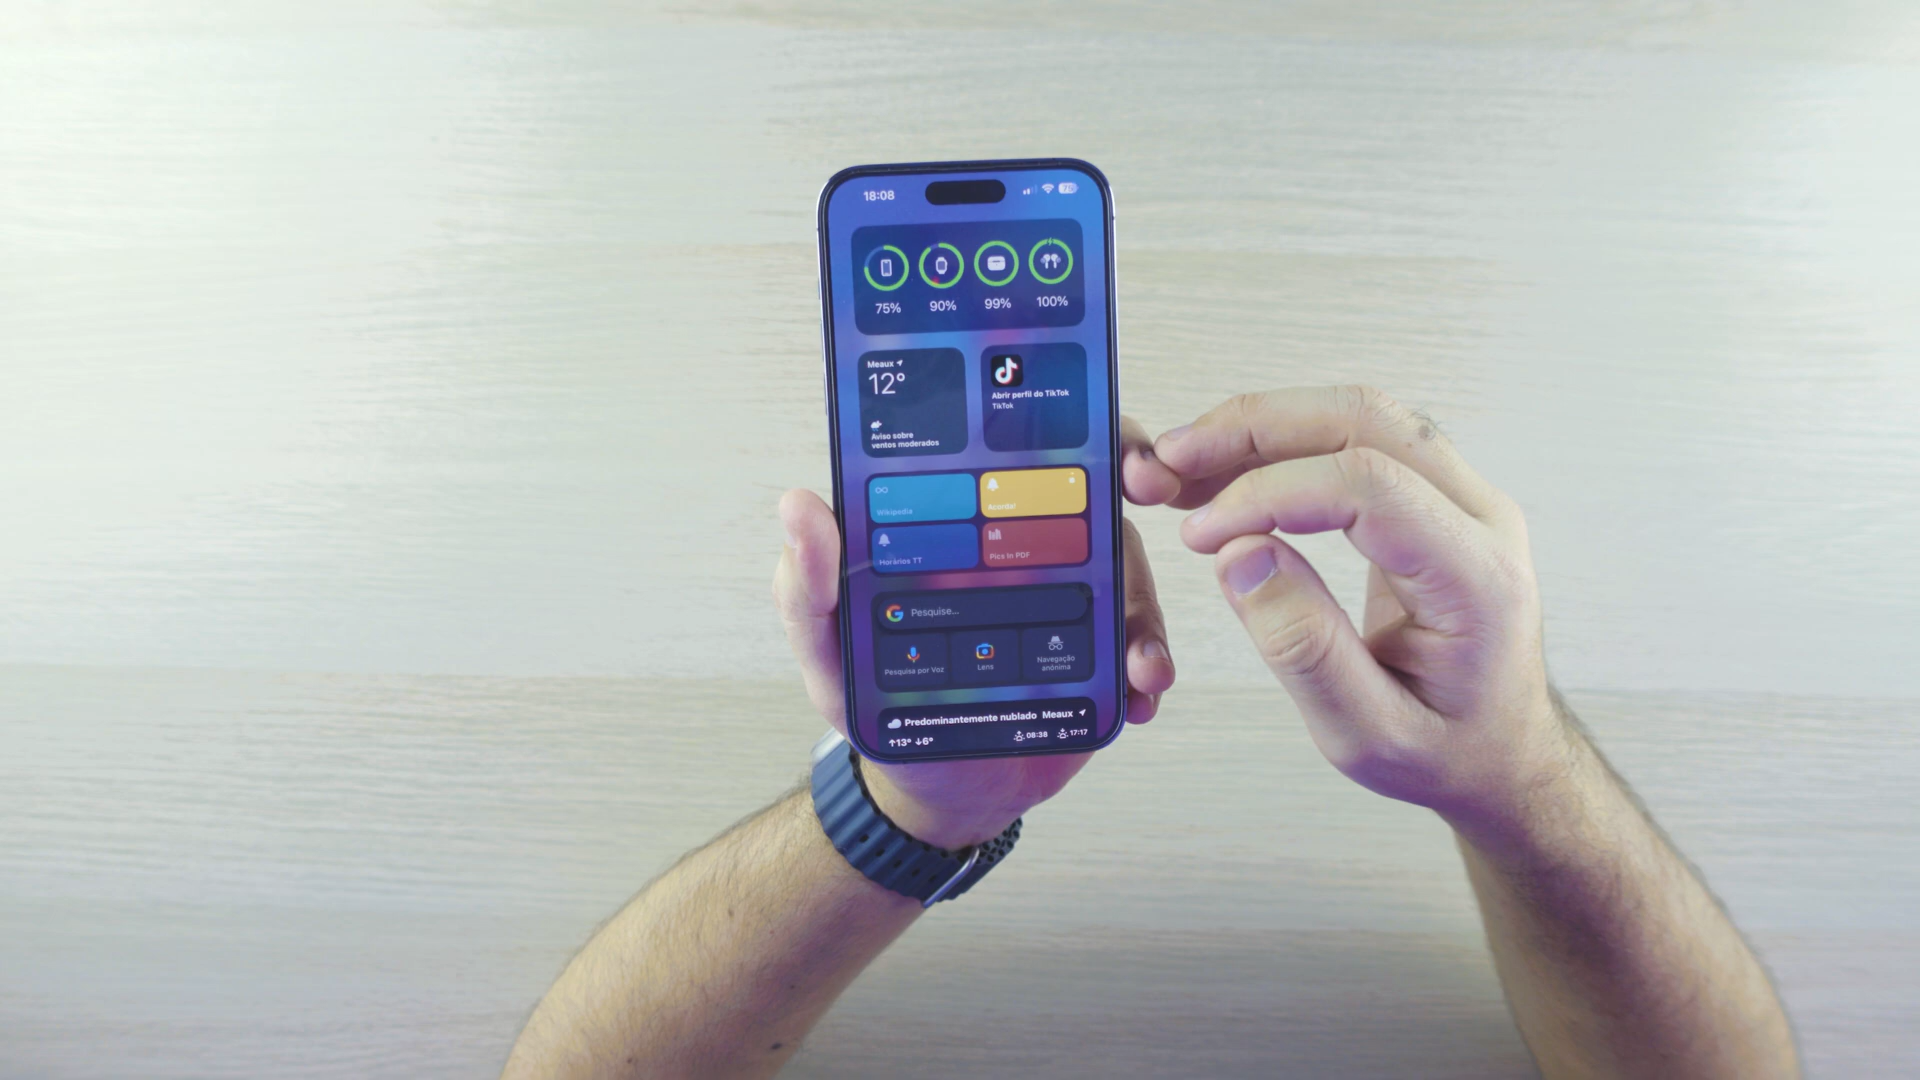 18:08
75% 90% 99% 100%
Meaux
12°
Aviso sobre
ventos moderados
Abrir perfil do TikTok
TikTok
Wikipedia
Acorda!
Horários TT
Pics in PDF
Pesquise...
Pesquisa por Voz
Lens
Navegação
anónima
Predominantemente nublado Meaux
↑13° ↓6° 08:38 17:17